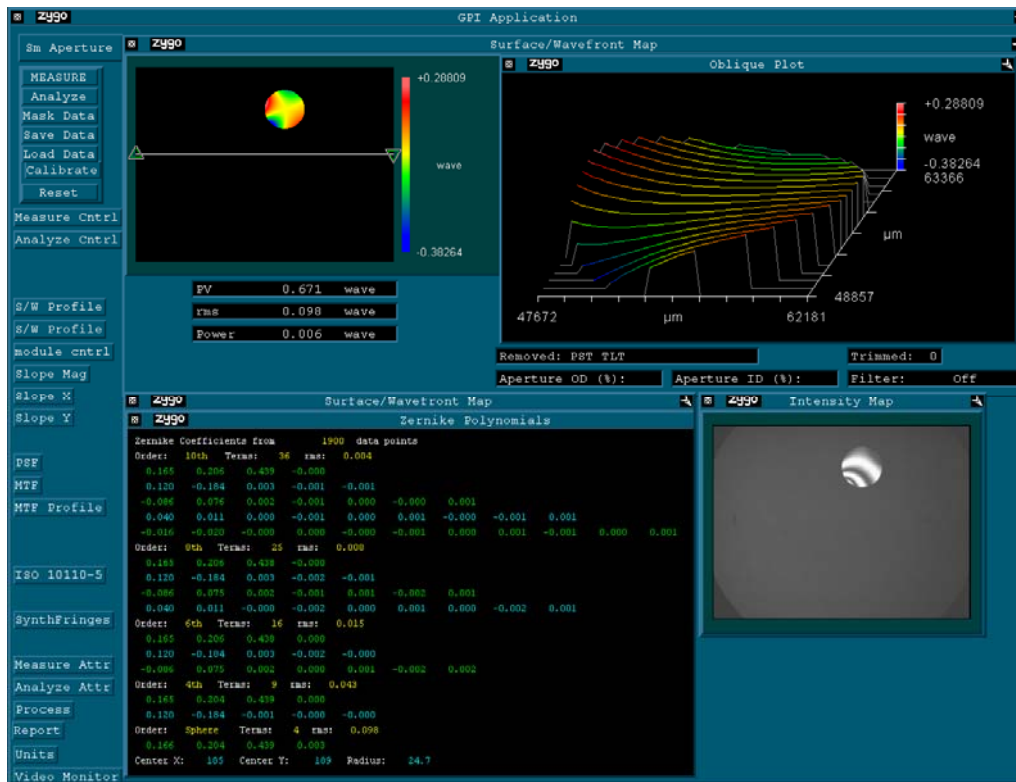 zygo GPI Application
Sm Aperture
MEASURE
Analyze
Mask Data
Save Data
Load Data
Calibrate
Reset
Measure Cntrl
Analyze Cntrl
S/W Profile
S/W Profile
module cntrl
Slope Mag
Slope X
Slope Y
PSF
MTF
MTF Profile
ISO 10110-5
SynthFringes
Measure Attr
Analyze Attr
Process
Report
Units
Video Monitor
zygo Surface/Wavefront Map
+0.28809
wave
-0.38264
PV 0.671 wave
rms 0.098 wave
Power 0.006 wave
zygo Oblique Plot
+0.28809
wave
-0.38264
63366
µm
48857
47672 µm 62181
Removed: PST TLT Trimmed: 0
Aperture OD (%): Aperture ID (%): Filter: Off
zygo Surface/Wavefront Map
zygo Zernike Polynomials
Zernike Coefficients from 1900 data points
Order: 10th Terms: 36 rms: 0.004
0.165 0.206 0.439 -0.000
0.120 -0.184 0.003 -0.001 -0.001
-0.086 0.076 0.002 -0.001 0.000 -0.000 0.001
0.040 0.011 0.000 -0.001 0.000 0.001 -0.000 -0.001 0.001
-0.016 -0.020 -0.000 0.000 -0.000 -0.001 0.000 0.001 -0.001 0.000 0.001
Order: 8th Terms: 25 rms: 0.008
0.165 0.206 0.438 -0.000
0.120 -0.184 0.003 -0.002 -0.001
-0.086 0.075 0.002 -0.001 0.001 -0.002 0.001
0.040 0.011 -0.000 -0.002 0.000 0.001 0.000 -0.002 0.001
Order: 6th Terms: 16 rms: 0.015
0.165 0.206 0.438 0.000
0.120 -0.184 0.003 -0.002 -0.000
-0.086 0.075 0.002 0.000 0.001 -0.002 0.002
Order: 4th Terms: 9 rms: 0.043
0.165 0.204 0.439 0.000
0.120 -0.184 -0.001 -0.000 -0.000
Order: Sphere Terms: 4 rms: 0.098
0.166 0.204 0.439 0.003
Center X: 105 Center Y: 109 Radius: 24.7
zygo Intensity Map